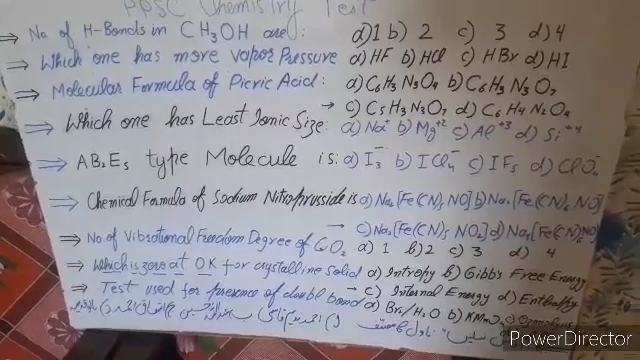 PPSC Chemistry Test
⇒ No of H-Bonds in CH3OH are: a) 1 b) 2 c) 3 d) 4
⇒ Which one has more vapor Pressure a) HF b) HCl c) HBr d) HI
⇒ Molecular Formula of Picric Acid: a) C6H3N3O9 b) C6H3N3O7
→ c) C5H3N3O7 d) C6H4N2O9
⇒ Which one has Least Ionic Size: a) Na+ b) Mg+2 c) Al+3 d) Si+4
⇒ AB2E3 type Molecule is: a) I3- b) ICl4- c) IF5 d) ClO4-
⇒ Chemical Formula of Sodium Nitroprusside is a) Na2[Fe(CN)5NO] b) Na4[Fe(CN)6NO]
→ c) Na3[Fe(CN)5NO2] d) Na4[Fe(CN)6NO]
⇒ No. of Vibrational Freedom Degree of CO2 a) 1 b) 2 c) 3 d) 4
⇒ Which is zero at 0K for crystalline solid a) Entropy b) Gibb's Free Energy
→ c) Internal Energy d) Enthalpy
⇒ Test used for presence of double bond a) Br2/H2O b) KMnO4 c)
PowerDirector